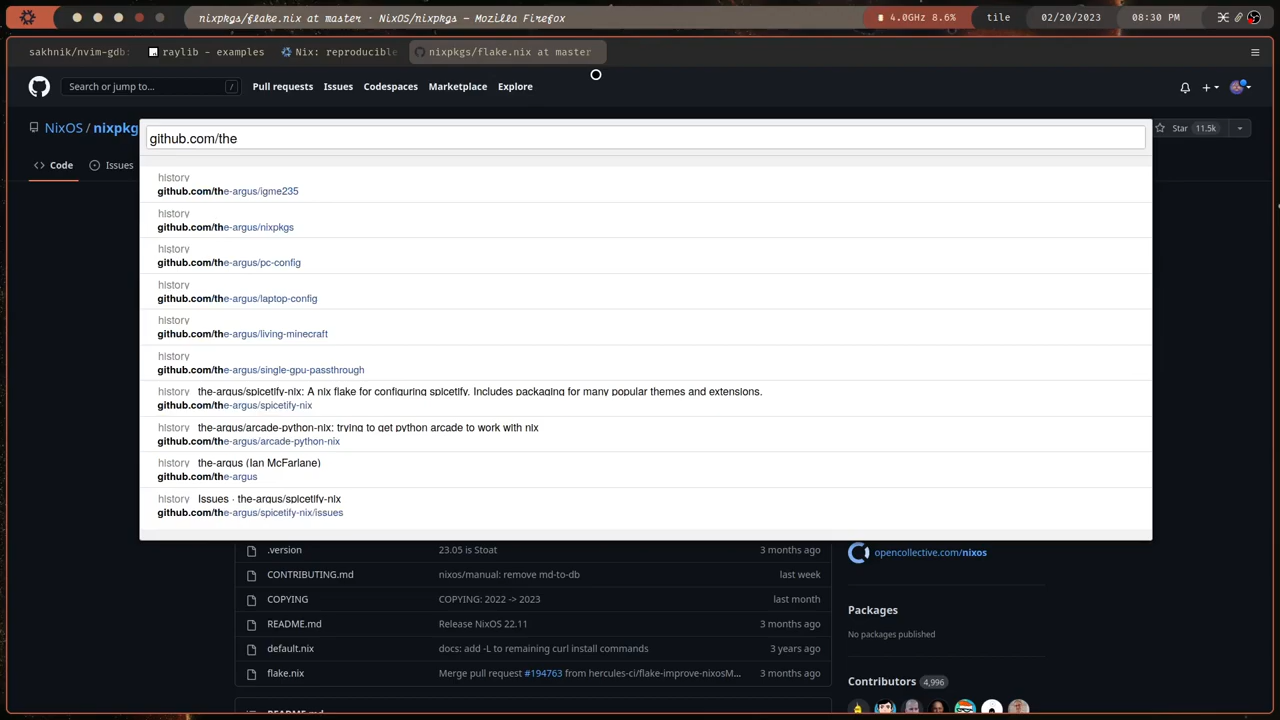 nixpkgs/flake.nix at master · NixOS/nixpkgs — Mozilla Firefox
4.0GHz 8.6%
tile
02/20/2023
08:30 PM
sakhnik/nvim-gdb:
raylib - examples
Nix: reproducible
nixpkgs/flake.nix at master
Search or jump to...
/
Pull requests
Issues
Codespaces
Marketplace
Explore
NixOS / nixpkg
Star 11.5k
Code
Issues
github.com/the
history
github.com/the-argus/igme235
history
github.com/the-argus/nixpkgs
history
github.com/the-argus/pc-config
history
github.com/the-argus/laptop-config
history
github.com/the-argus/living-minecraft
history
github.com/the-argus/single-gpu-passthrough
history the-argus/spicetify-nix: A nix flake for configuring spicetify. Includes packaging for many popular themes and extensions.
github.com/the-argus/spicetify-nix
history the-argus/arcade-python-nix: trying to get python arcade to work with nix
github.com/the-argus/arcade-python-nix
history the-argus (Ian McFarlane)
github.com/the-argus
history Issues · the-argus/spicetify-nix
github.com/the-argus/spicetify-nix/issues
.version 23.05 is Stoat 3 months ago
CONTRIBUTING.md nixos/manual: remove md-to-db last week
COPYING COPYING: 2022 -> 2023 last month
README.md Release NixOS 22.11 3 months ago
default.nix docs: add -L to remaining curl install commands 3 years ago
flake.nix Merge pull request #194763 from hercules-ci/flake-improve-nixosM... 3 months ago
README.md
opencollective.com/nixos
Packages
No packages published
Contributors 4,996